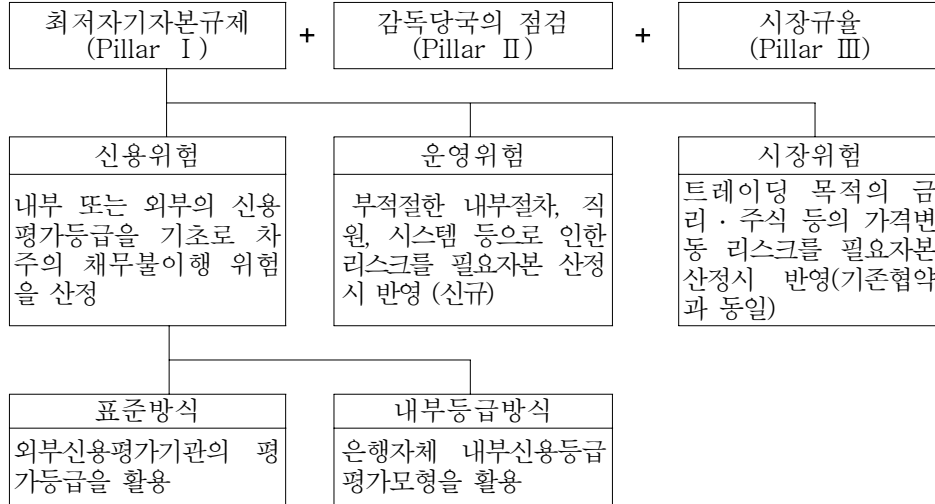 최저자기자본규제
(Pillar Ⅰ)
+
감독당국의 점검
(Pillar Ⅱ)
+
시장규율
(Pillar Ⅲ)
신용위험
내부 또는 외부의 신용
평가등급을 기초로 차
주의 채무불이행 위험
을 산정
운영위험
부적절한 내부절차, 직
원, 시스템 등으로 인한
리스크를 필요자본 산정
시 반영 (신규)
시장위험
트레이딩 목적의 금
리·주식 등의 가격변
동 리스크를 필요자본
산정시 반영(기존협약
과 동일)
표준방식
외부신용평가기관의 평
가등급을 활용
내부등급방식
은행자체 내부신용등급
평가모형을 활용